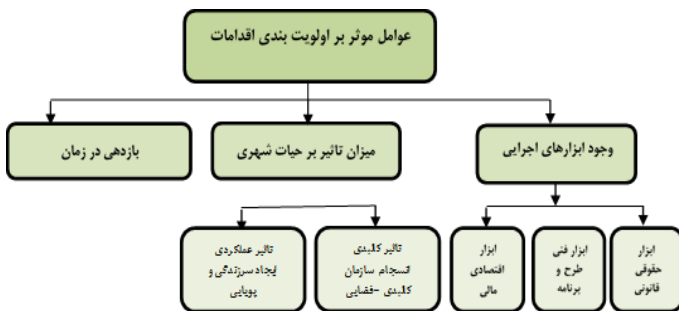 عوامل موثر بر اولویت بندی اقدامات
وجود ابزارهای اجرایی
میزان تاثیر بر حیات شهری
بازدهی در زمان
ابزار
حقوقی
قانونی
ابزار فنی
طرح و
برنامه
ابزار
اقتصادی
مالی
تاثیر کالبدی
انسجام سازمان
کالبدی -فضایی
تاثیر عملکردی
ایجاد سرزندگی و
پویایی